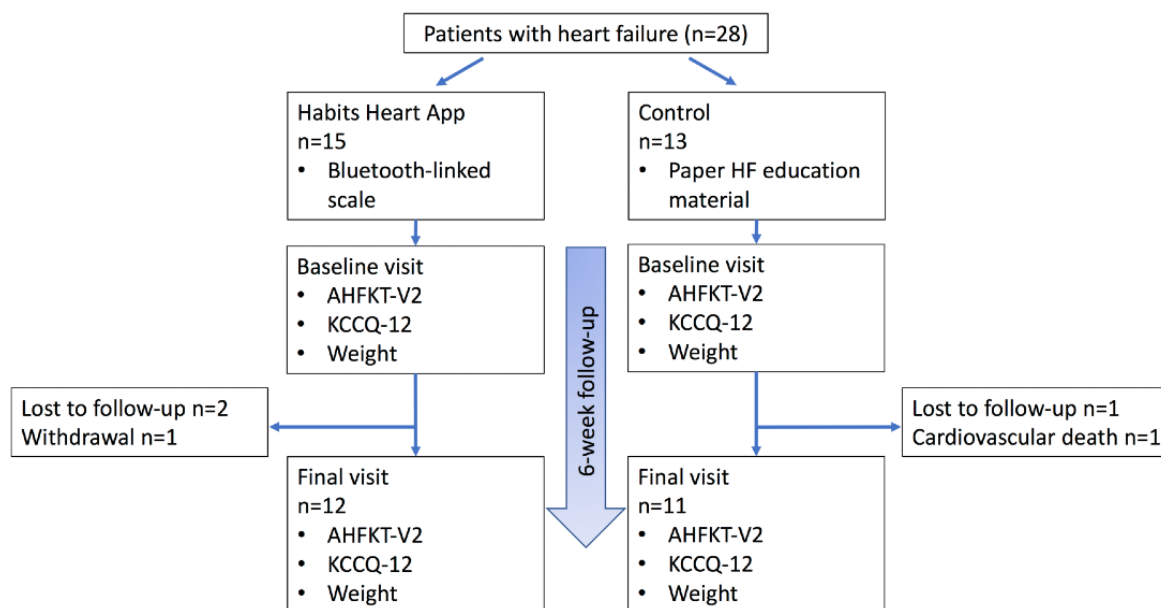 Patients with heart failure (n=28)
Habits Heart App
n=15
• Bluetooth-linked
scale
Control
n=13
• Paper HF education
material
Baseline visit
• AHFKT-V2
• KCCQ-12
• Weight
6-week follow-up
Baseline visit
• AHFKT-V2
• KCCQ-12
• Weight
Lost to follow-up n=2
Withdrawal n=1
Lost to follow-up n=1
Cardiovascular death n=1
Final visit
n=12
• AHFKT-V2
• KCCQ-12
• Weight
Final visit
n=11
• AHFKT-V2
• KCCQ-12
• Weight